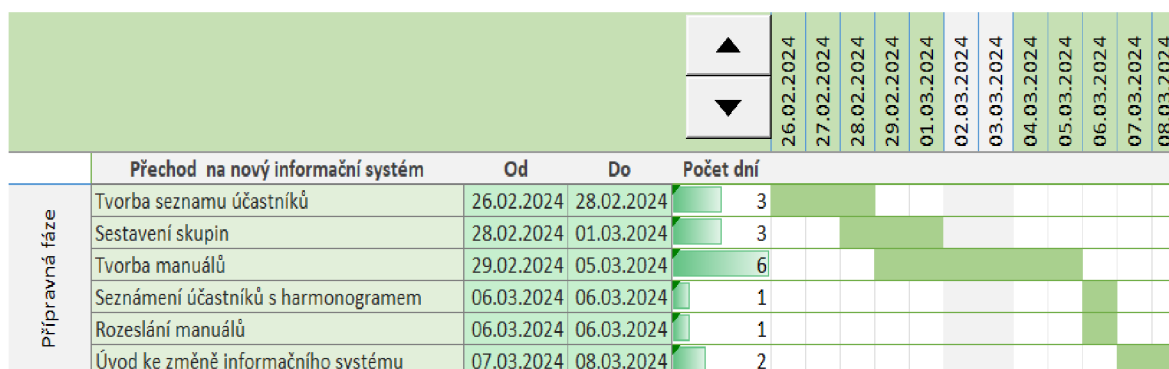 26.02.2024 27.02.2024 28.02.2024 29.02.2024 01.03.2024 02.03.2024 03.03.2024 04.03.2024 05.03.2024 06.03.2024 07.03.2024 08.03.2024
Přechod na nový informační systém Od Do Počet dní
Přípravná fáze
Tvorba seznamu účastníků 26.02.2024 28.02.2024 3
Sestavení skupin 28.02.2024 01.03.2024 3
Tvorba manuálů 29.02.2024 05.03.2024 6
Seznámení účastníků s harmonogramem 06.03.2024 06.03.2024 1
Rozeslání manuálů 06.03.2024 06.03.2024 1
Úvod ke změně informačního systému 07.03.2024 08.03.2024 2